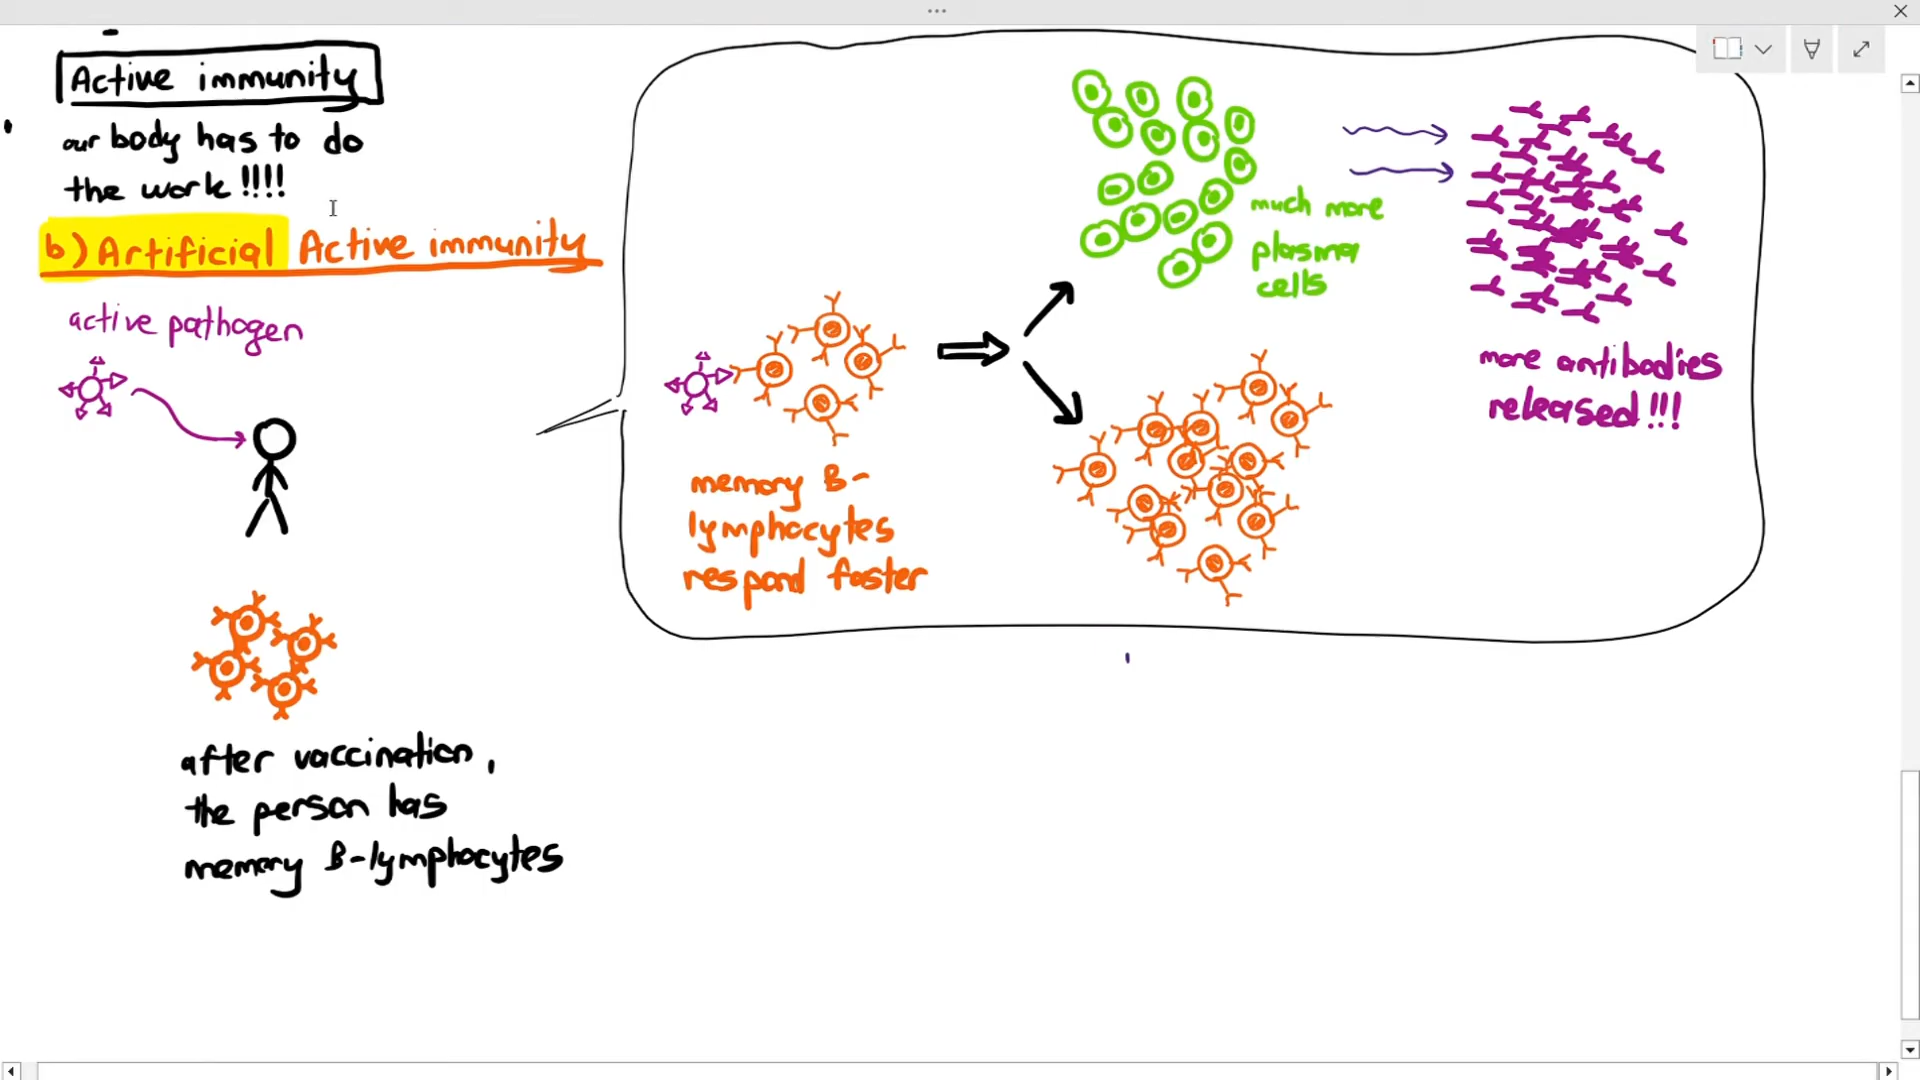 Active immunity
our body has to do
the work !!!!
b) Artificial Active immunity
active pathogen
after vaccination,
the person has
memory B-lymphocytes
memory B-
lymphocytes
respond faster
much more
plasma
cells
more antibodies
released!!!